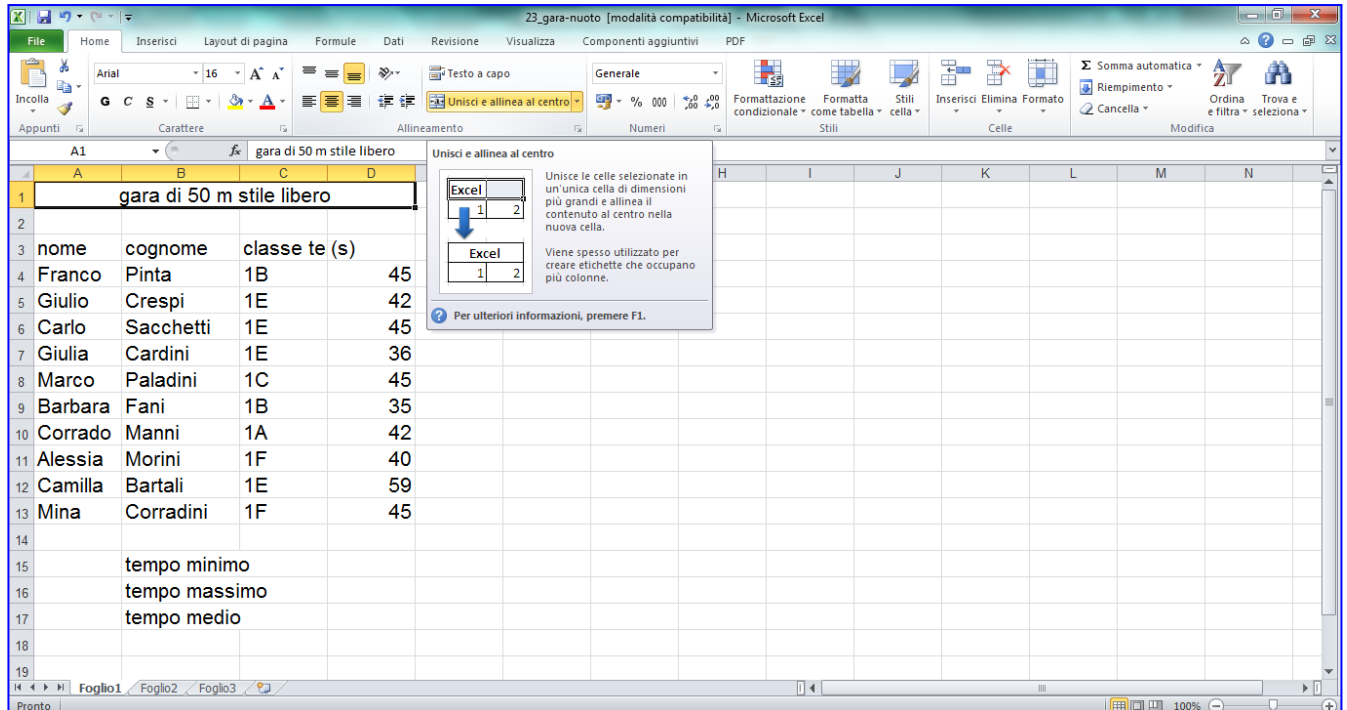 23_gara-nuoto [modalità compatibilità] - Microsoft Excel
File Home Inserisci Layout di pagina Formule Dati Revisione Visualizza Componenti aggiuntivi PDF
Incolla
Appunti
Arial 16 A A
G C S A
Carattere
Testo a capo
Unisci e allinea al centro
Allineamento
Generale
% 000 ,00 ,00
Numeri
Formattazione condizionale
Formatta come tabella
Stili cella
Stili
Inserisci Elimina Formato
Celle
Σ Somma automatica
Riempimento
Cancella
Ordina e filtra
Trova e seleziona
Modifica
A1 fx gara di 50 m stile libero
Unisci e allinea al centro
Excel
1 2
Excel
1 2
Unisce le celle selezionate in
un'unica cella di dimensioni
più grandi e allinea il
contenuto al centro nella
nuova cella.
Viene spesso utilizzato per
creare etichette che occupano
più colonne.
Per ulteriori informazioni, premere F1.
A B C D H I J K L M N
1 gara di 50 m stile libero
2
3 nome cognome classe te (s)
4 Franco Pinta 1B 45
5 Giulio Crespi 1E 42
6 Carlo Sacchetti 1E 45
7 Giulia Cardini 1E 36
8 Marco Paladini 1C 45
9 Barbara Fani 1B 35
10 Corrado Manni 1A 42
11 Alessia Morini 1F 40
12 Camilla Bartali 1E 59
13 Mina Corradini 1F 45
14
15 tempo minimo
16 tempo massimo
17 tempo medio
18
19
Foglio1 Foglio2 Foglio3
Pronto 100%